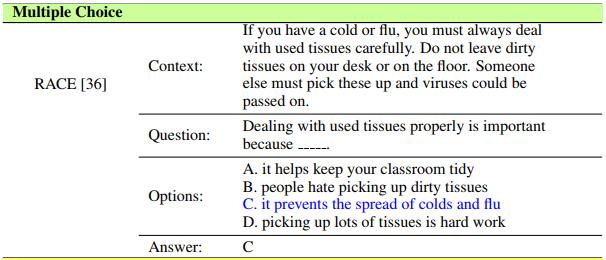 Multiple Choice
RACE [36]
Context:
If you have a cold or flu, you must always deal
with used tissues carefully. Do not leave dirty
tissues on your desk or on the floor. Someone
else must pick these up and viruses could be
passed on.
Question:
Dealing with used tissues properly is important
because _____.
Options:
A. it helps keep your classroom tidy
B. people hate picking up dirty tissues
C. it prevents the spread of colds and flu
D. picking up lots of tissues is hard work
Answer:
C